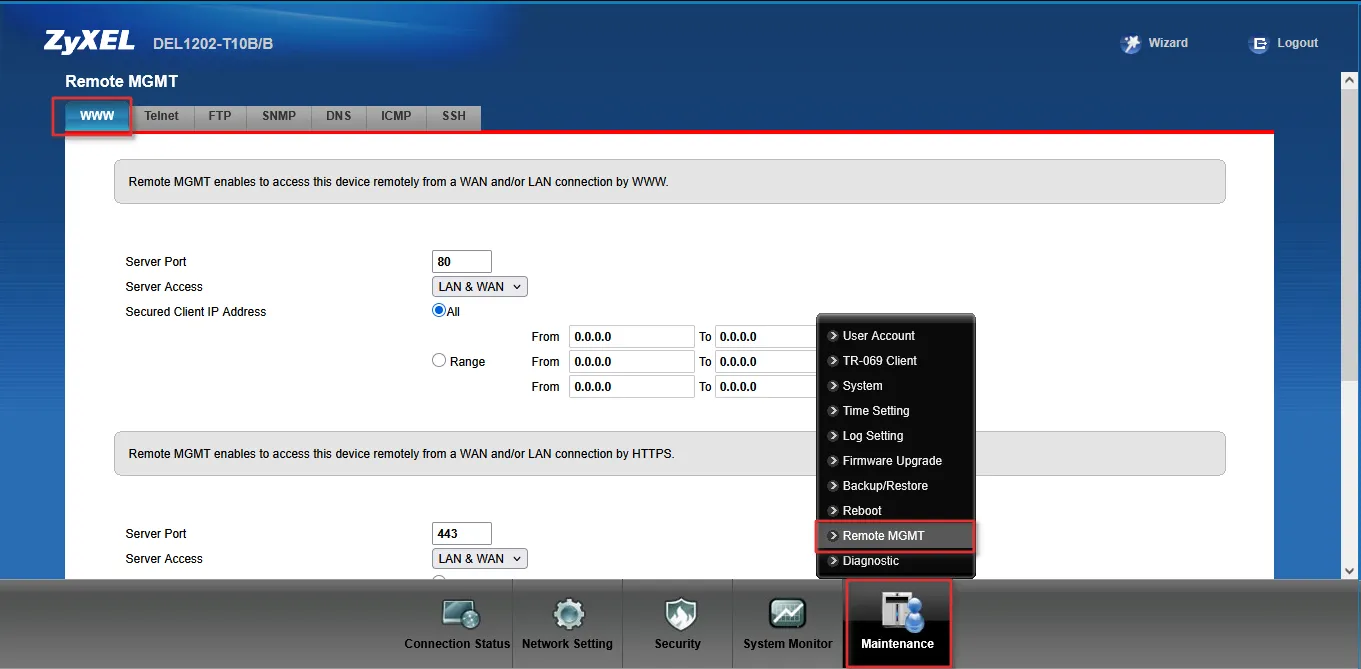 ZyXEL DEL1202-T10B/B
Wizard Logout
Remote MGMT
WWW Telnet FTP SNMP DNS ICMP SSH
Remote MGMT enables to access this device remotely from a WAN and/or LAN connection by WWW.
Server Port 80
Server Access LAN & WAN
Secured Client IP Address All
From 0.0.0.0 To 0.0.0.0
Range From 0.0.0.0 To 0.0.0.0
From 0.0.0.0 To 0.0.0.0
Remote MGMT enables to access this device remotely from a WAN and/or LAN connection by HTTPS.
Server Port 443
Server Access LAN & WAN
User Account
TR-069 Client
System
Time Setting
Log Setting
Firmware Upgrade
Backup/Restore
Reboot
Remote MGMT
Diagnostic
Connection Status Network Setting Security System Monitor Maintenance